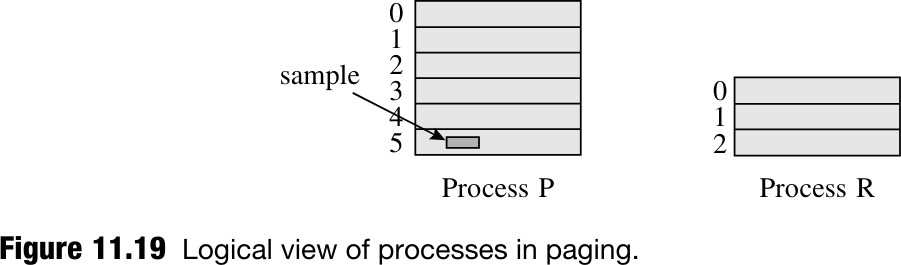 0
1
2
sample
3
4
5
0
1
2
Process P
Process R
Figure 11.19 Logical view of processes in paging.